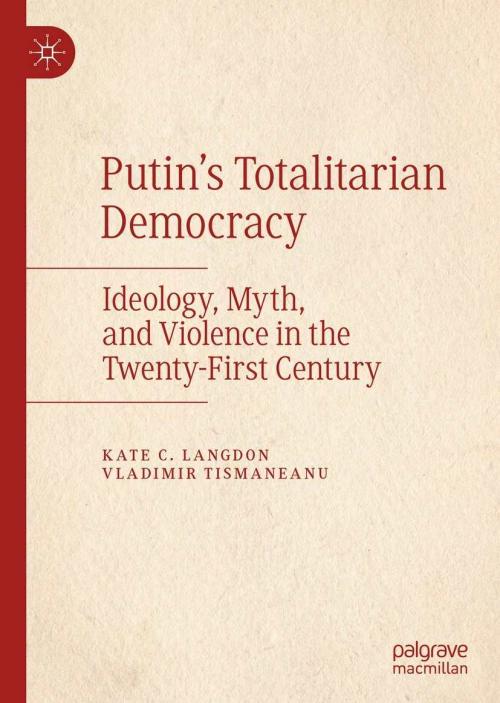 Putin's Totalitarian
Democracy
Ideology, Myth,
and Violence in the
Twenty-First Century
KATE C. LANGDON
VLADIMIR TISMANEANU
palgrave
macmillan